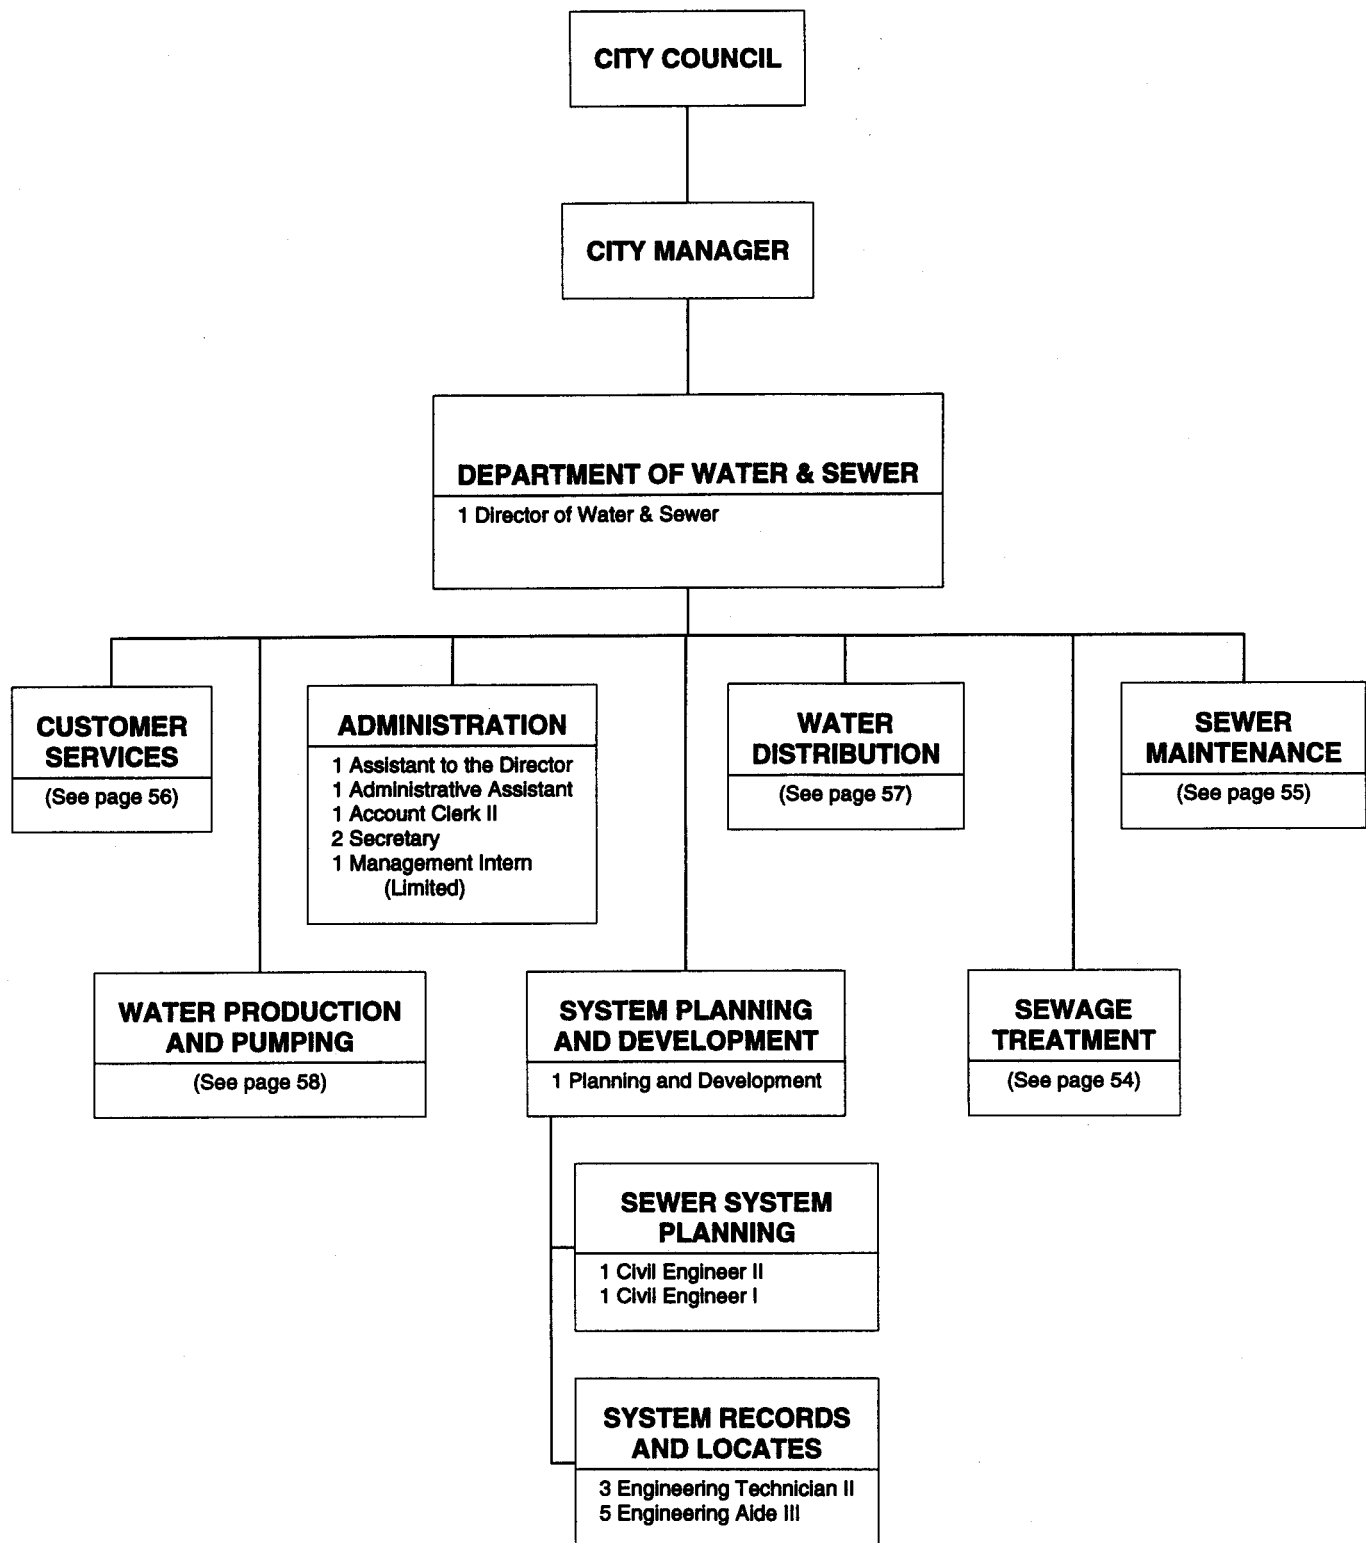 CITY COUNCIL
CITY MANAGER
DEPARTMENT OF WATER & SEWER
1 Director of Water & Sewer
CUSTOMER
SERVICES
(See page 56)
ADMINISTRATION
1 Assistant to the Director
1 Administrative Assistant
1 Account Clerk II
2 Secretary
1 Management Intern
(Limited)
WATER
DISTRIBUTION
(See page 57)
SEWER
MAINTENANCE
(See page 55)
WATER PRODUCTION
AND PUMPING
(See page 58)
SYSTEM PLANNING
AND DEVELOPMENT
1 Planning and Development
SEWAGE
TREATMENT
(See page 54)
SEWER SYSTEM
PLANNING
1 Civil Engineer II
1 Civil Engineer I
SYSTEM RECORDS
AND LOCATES
3 Engineering Technician II
5 Engineering Aide III